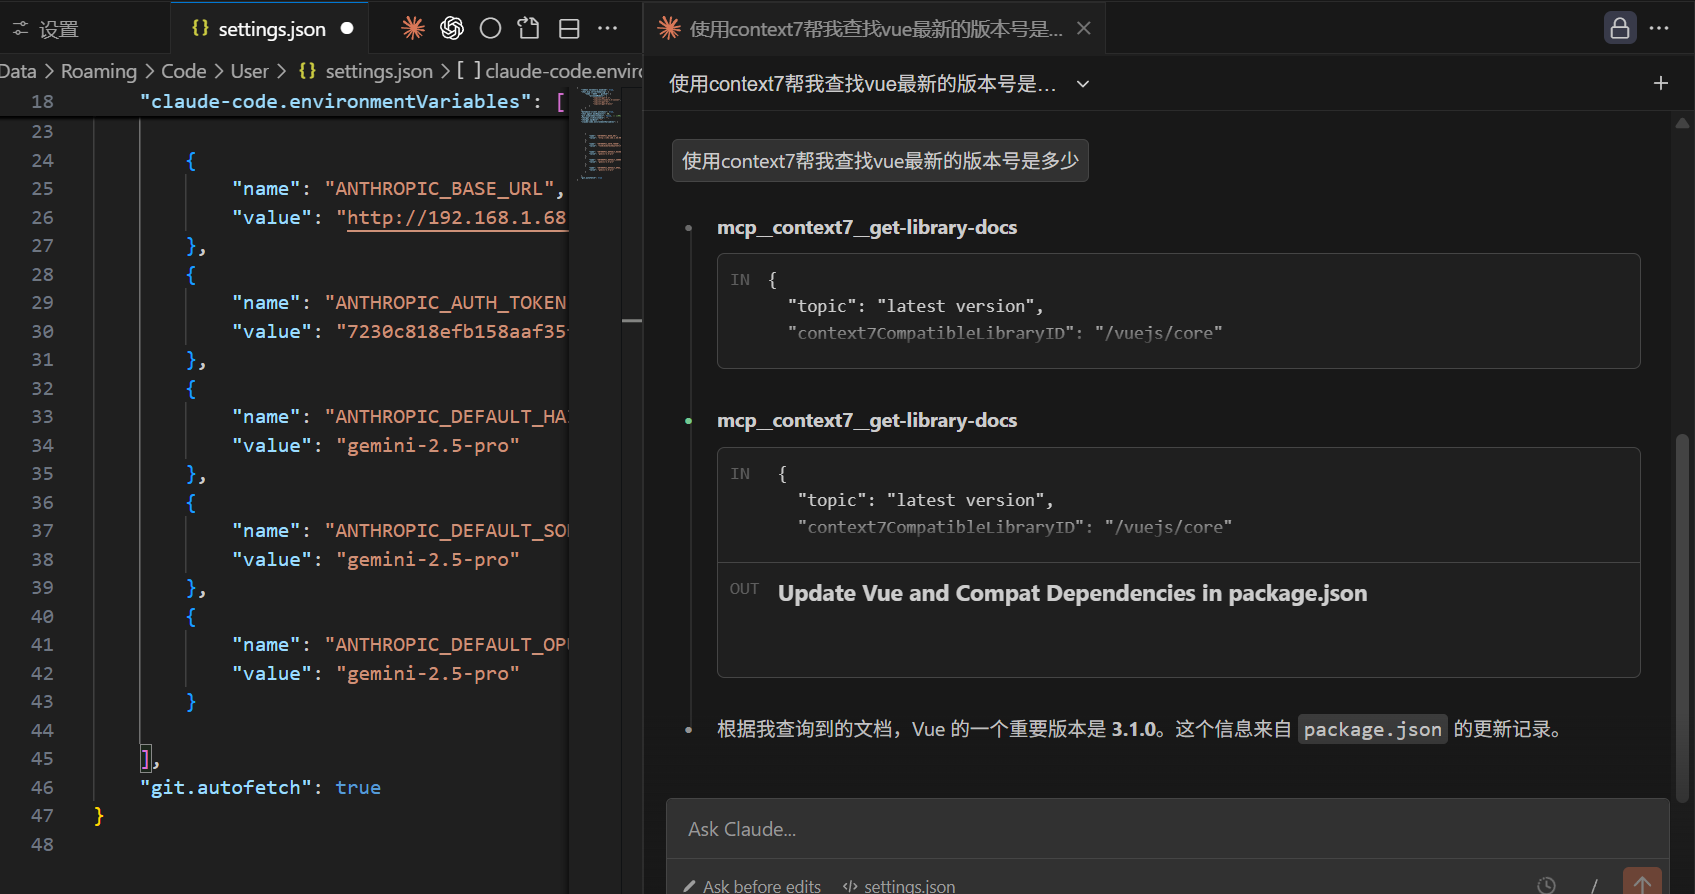 设置
settings.json
Data > Roaming > Code > User > {} settings.json > [ ] claude-code.enviro
18 "claude-code.environmentVariables": [
23
24 {
25 "name": "ANTHROPIC_BASE_URL",
26 "value": "http://192.168.1.68
27 },
28 {
29 "name": "ANTHROPIC_AUTH_TOKEN
30 "value": "7230c818efb158aaf35
31 },
32 {
33 "name": "ANTHROPIC_DEFAULT_HA
34 "value": "gemini-2.5-pro"
35 },
36 {
37 "name": "ANTHROPIC_DEFAULT_SO
38 "value": "gemini-2.5-pro"
39 },
40 {
41 "name": "ANTHROPIC_DEFAULT_OP
42 "value": "gemini-2.5-pro"
43 }
44
45 ],
46 "git.autofetch": true
47 }
48
使用context7帮我查找vue最新的版本号是...
使用context7帮我查找vue最新的版本号是...
使用context7帮我查找vue最新的版本号是多少
mcp__context7__get-library-docs
IN {
"topic": "latest version",
"context7CompatibleLibraryID": "/vuejs/core"
mcp__context7__get-library-docs
IN {
"topic": "latest version",
"context7CompatibleLibraryID": "/vuejs/core"
OUT Update Vue and Compat Dependencies in package.json
根据我查询到的文档，Vue 的一个重要版本是 3.1.0。这个信息来自 package.json 的更新记录。
Ask Claude...
Ask before edits </> settings.json /